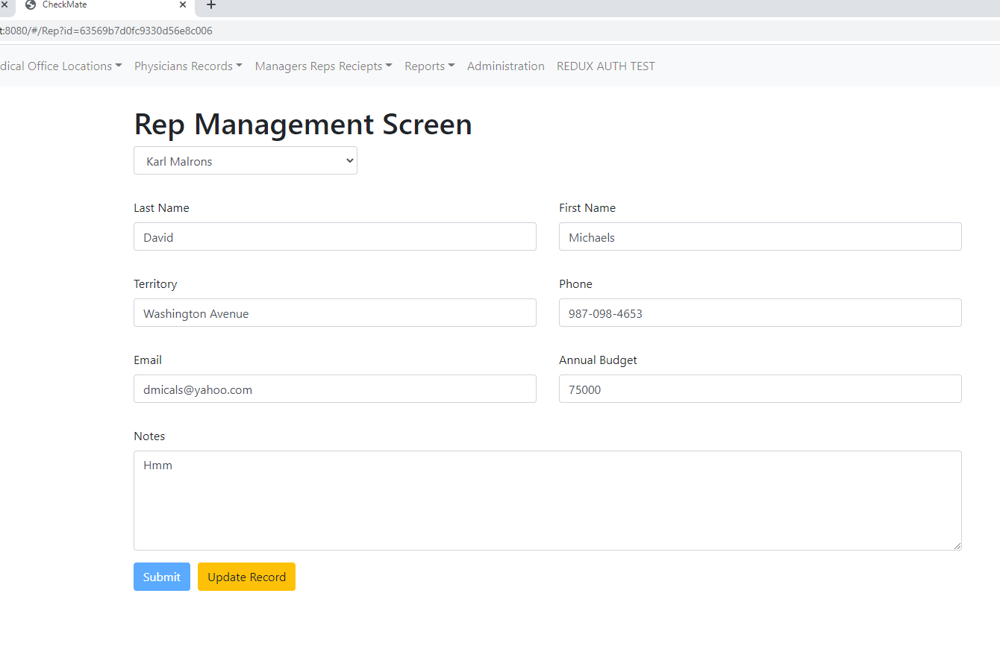 CheckMate
t:8080/#/Rep?id=63569b7d0fc9330d56e8c006
dical Office Locations Physicians Records Managers Reps Reciepts Reports Administration REDUX AUTH TEST
Rep Management Screen
Karl Malrons
Last Name First Name
David Michaels
Territory Phone
Washington Avenue 987-098-4653
Email Annual Budget
dmicals@yahoo.com 75000
Notes
Hmm
Submit Update Record